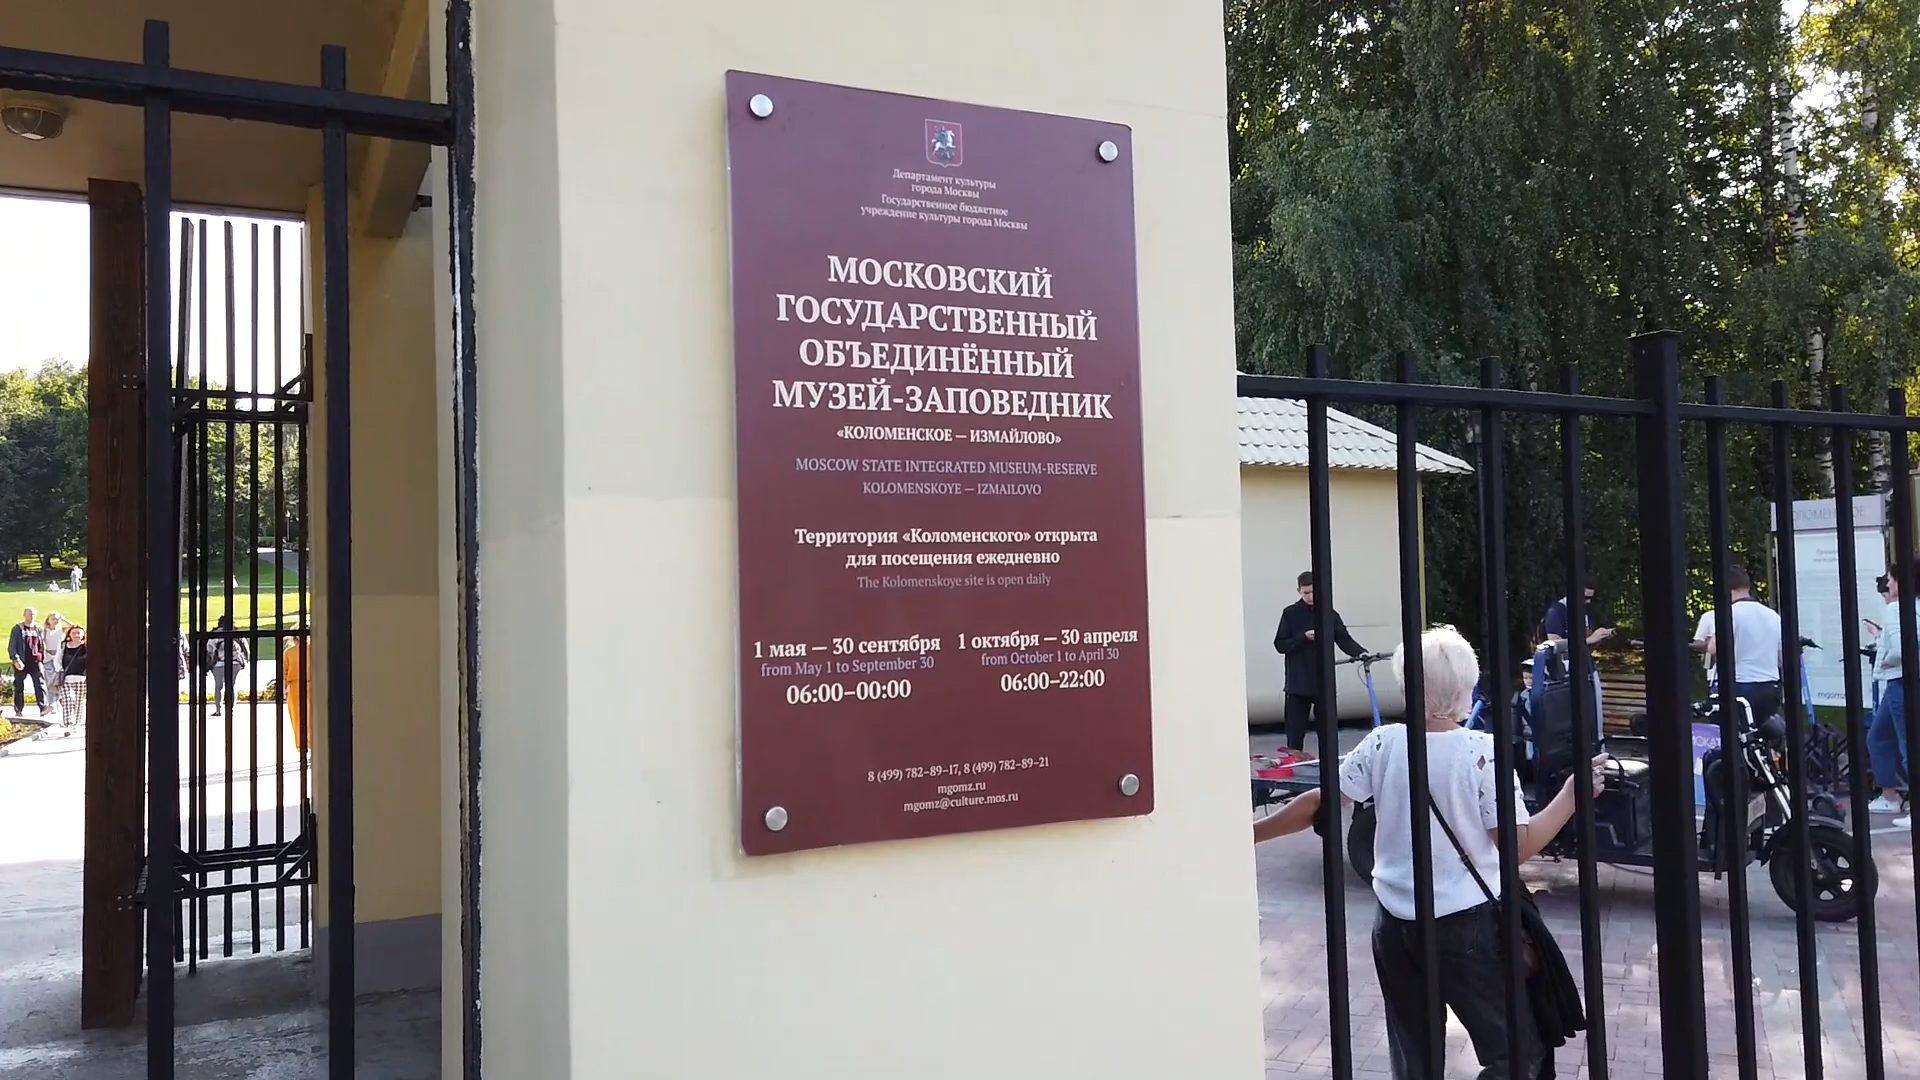 Департамент культуры
города Москвы
Государственное бюджетное
учреждение культуры города Москвы
МОСКОВСКИЙ
ГОСУДАРСТВЕННЫЙ
ОБЪЕДИНЁННЫЙ
МУЗЕЙ-ЗАПОВЕДНИК
«КОЛОМЕНСКОЕ — ИЗМАЙЛОВО»
MOSCOW STATE INTEGRATED MUSEUM-RESERVE
KOLOMENSKOYE — IZMAILOVO
Территория «Коломенского» открыта
для посещения ежедневно
The Kolomenskoye site is open daily
1 мая — 30 сентября
from May 1 to September 30
06:00–00:00
1 октября — 30 апреля
from October 1 to April 30
06:00–22:00
8 (499) 782-89-17, 8 (499) 782-89-21
mgomz.ru
mgomz@culture.mos.ru